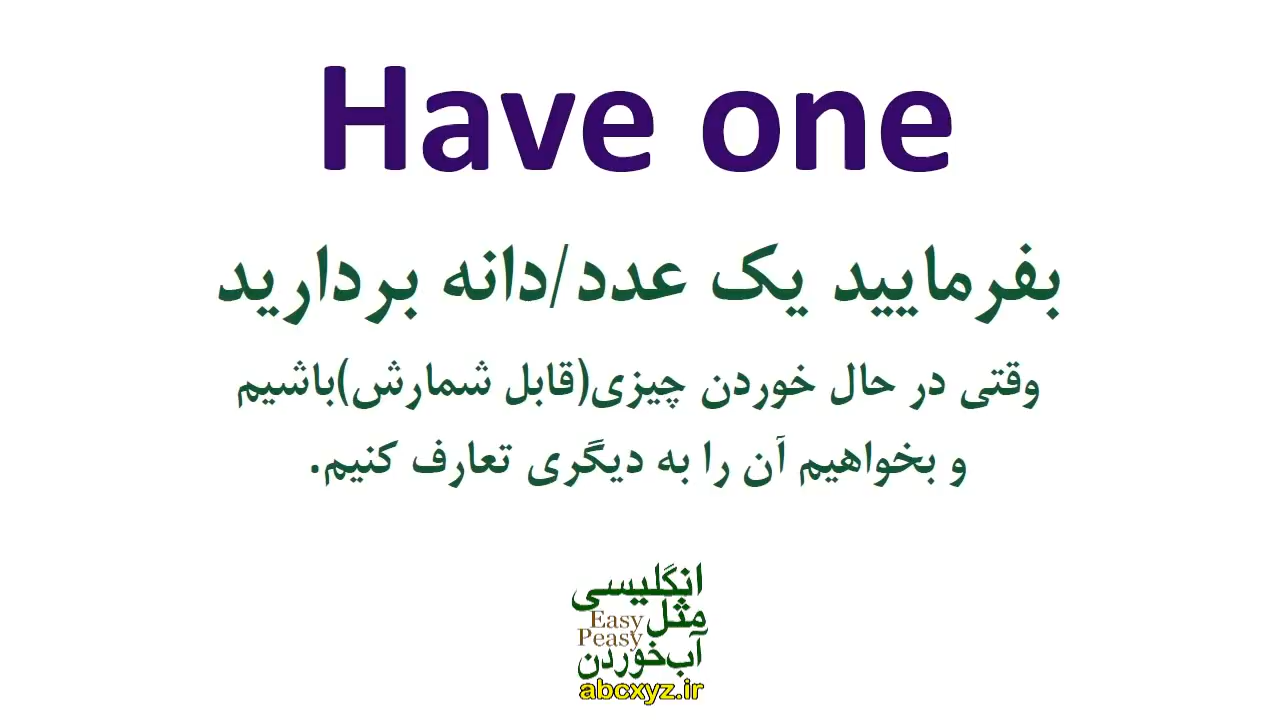 Have one
بفرمایید یک عدد/دانه بردارید
وقتی در حال خوردن چیزی(قابل شمارش)باشیم
و بخواهیم آن را به دیگری تعارف کنیم.
انگلیسی
مثل
Easy
Peasy
آب‌خوردن
abcxyz.ir